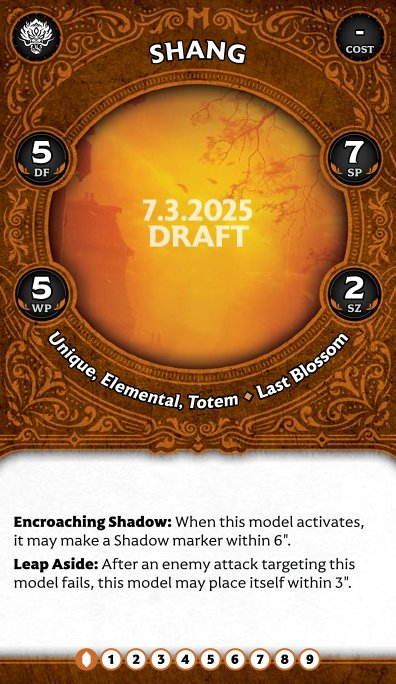 SHANG
-
COST
5
DF
7
SP
7.3.2025
DRAFT
5
WP
2
SZ
Unique, Elemental, Totem ⬥ Last Blossom
Encroaching Shadow: When this model activates,
it may make a Shadow marker within 6".
Leap Aside: After an enemy attack targeting this
model fails, this model may place itself within 3".
1 2 3 4 5 6 7 8 9